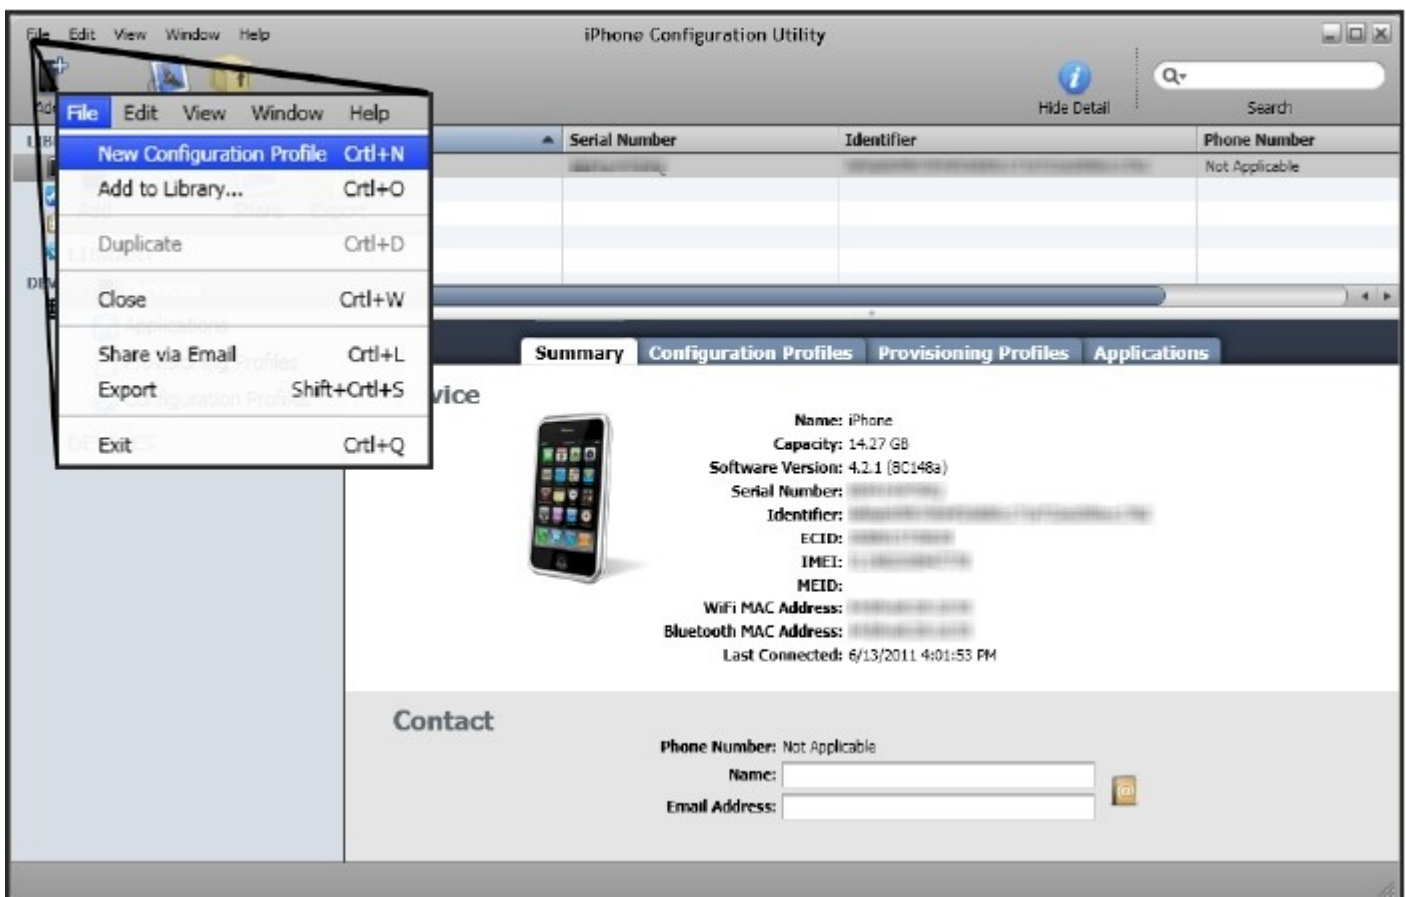 File Edit View Window Help
iPhone Configuration Utility
Hide Detail
Search
File Edit View Window Help
New Configuration Profile Crtl+N
Add to Library... Crtl+O
Duplicate Crtl+D
Close Crtl+W
Share via Email Crtl+L
Export Shift+Crtl+S
Exit Crtl+Q
Serial Number Identifier Phone Number
Not Applicable
Summary Configuration Profiles Provisioning Profiles Applications
Name: iPhone
Capacity: 14.27 GB
Software Version: 4.2.1 (8C148a)
Serial Number:
Identifier:
ECID:
IMEI:
MEID:
WiFi MAC Address:
Bluetooth MAC Address:
Last Connected: 6/13/2011 4:01:53 PM
Contact
Phone Number: Not Applicable
Name:
Email Address: